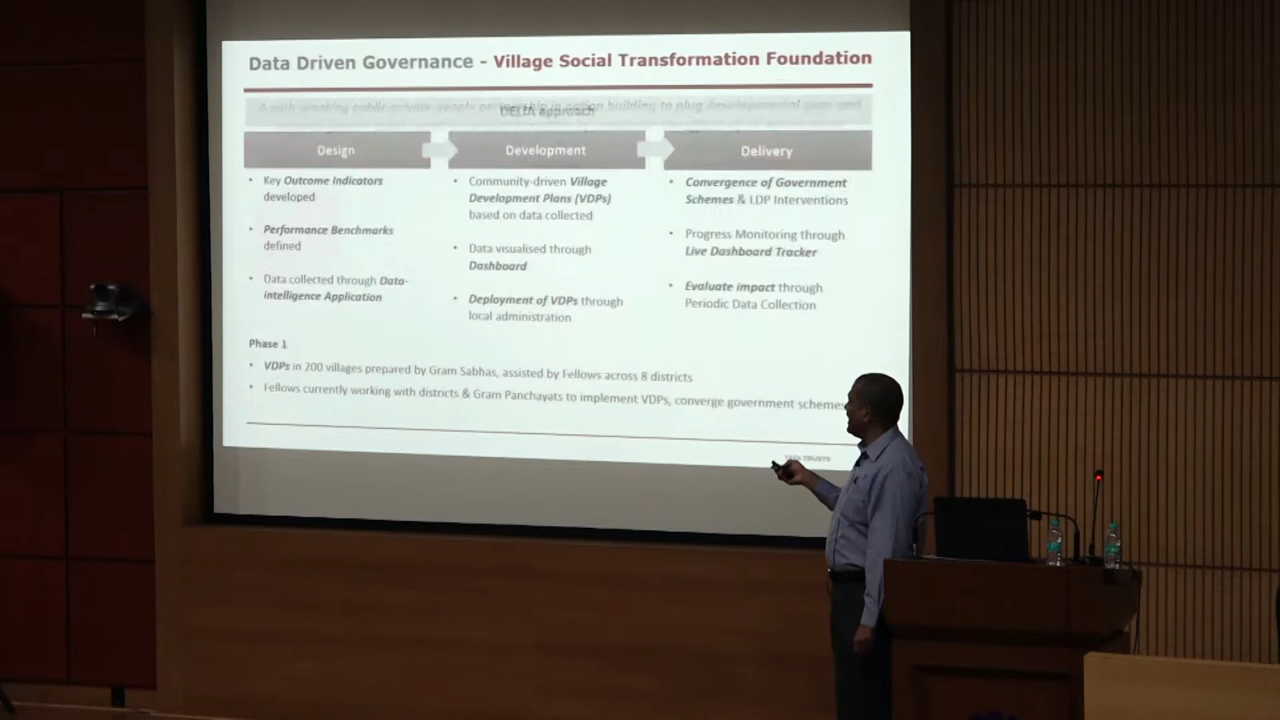 Data Driven Governance - Village Social Transformation Foundation
DELTA approach
Design
Development
Delivery
• Key Outcome Indicators
developed
• Performance Benchmarks
defined
• Data collected through Data-
intelligence Application
• Community-driven Village
Development Plans (VDPs)
based on data collected
• Data visualised through
Dashboard
• Deployment of VDPs through
local administration
• Convergence of Government
Schemes & LDP Interventions
• Progress Monitoring through
Live Dashboard Tracker
• Evaluate impact through
Periodic Data Collection
Phase 1
• VDPs in 200 villages prepared by Gram Sabhas, assisted by Fellows across 8 districts
• Fellows currently working with districts & Gram Panchayats to implement VDPs, converge government schemes
TATA TRUSTS